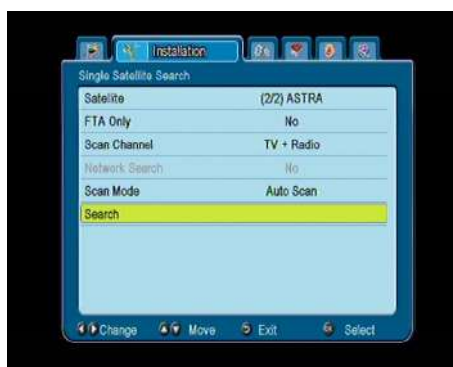 Installation
Single Satellite Search
Satellite (2/2) ASTRA
FTA Only No
Scan Channel TV + Radio
Network Search No
Scan Mode Auto Scan
Search
Change Move Exit Select